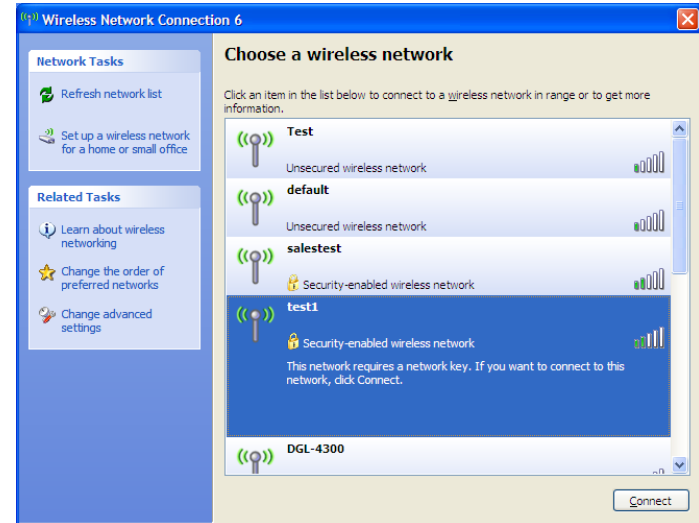 Wireless Network Connection 6
Network Tasks
Refresh network list
Set up a wireless network
for a home or small office
Related Tasks
Learn about wireless
networking
Change the order of
preferred networks
Change advanced
settings
Choose a wireless network
Click an item in the list below to connect to a wireless network in range or to get more
information.
Test
Unsecured wireless network
default
Unsecured wireless network
salestest
Security-enabled wireless network
test1
Security-enabled wireless network
This network requires a network key. If you want to connect to this
network, click Connect.
DGL-4300
Connect